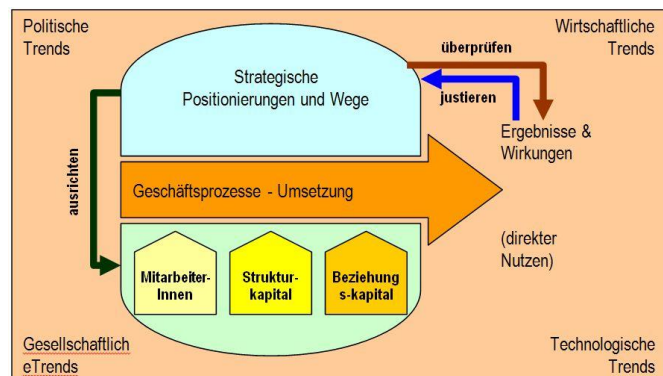 Politische
Trends
Wirtschaftliche
Trends
überprüfen
Strategische
Positionierungen und Wege
justieren
Ergebnisse &
Wirkungen
ausrichten
Geschäftsprozesse - Umsetzung
(direkter
Nutzen)
Mitarbeiter-
Innen
Struktur-
kapital
Beziehung
s-kapital
Gesellschaftlich
eTrends
Technologische
Trends